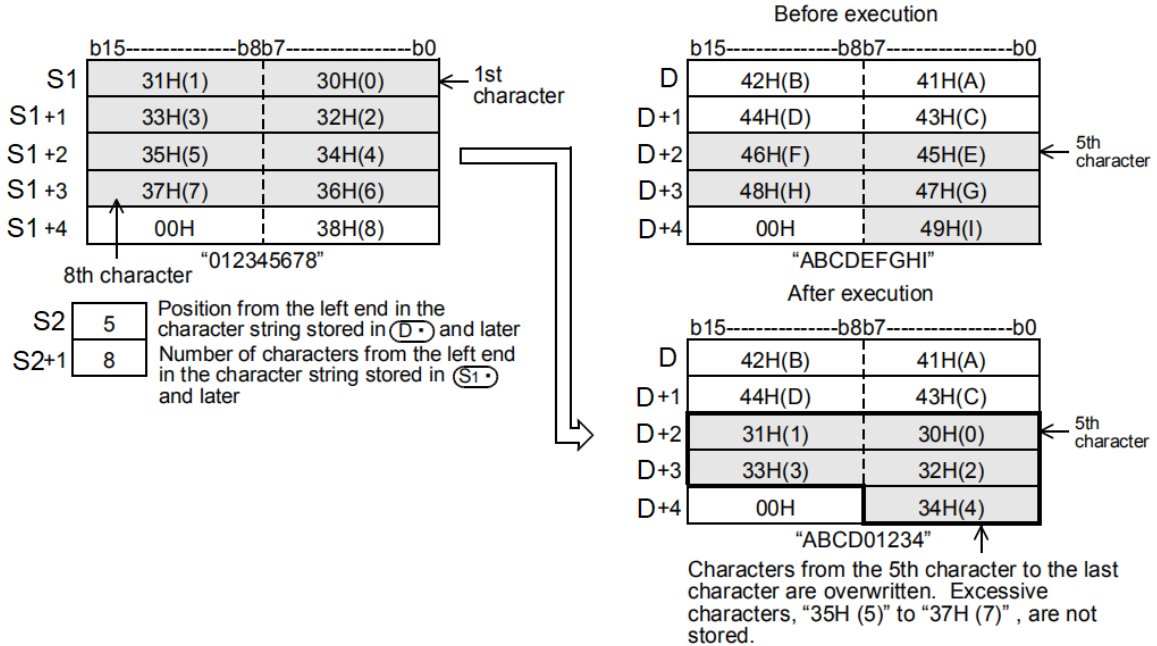 b15---------------b8b7-----------------b0
S1 31H(1) 30H(0)
1st
character
S1+1 33H(3) 32H(2)
S1+2 35H(5) 34H(4)
S1+3 37H(7) 36H(6)
S1+4 00H 38H(8)
"012345678"
8th character
S2 5 Position from the left end in the
character string stored in (D・) and later
S2+1 8 Number of characters from the left end
in the character string stored in (S1・)
and later
Before execution
b15---------------b8b7-----------------b0
D 42H(B) 41H(A)
D+1 44H(D) 43H(C)
D+2 46H(F) 45H(E)
5th
character
D+3 48H(H) 47H(G)
D+4 00H 49H(I)
"ABCDEFGHI"
After execution
b15---------------b8b7-----------------b0
D 42H(B) 41H(A)
D+1 44H(D) 43H(C)
D+2 31H(1) 30H(0)
5th
character
D+3 33H(3) 32H(2)
D+4 00H 34H(4)
"ABCD01234"
Characters from the 5th character to the last
character are overwritten. Excessive
characters, "35H (5)" to "37H (7)" , are not
stored.